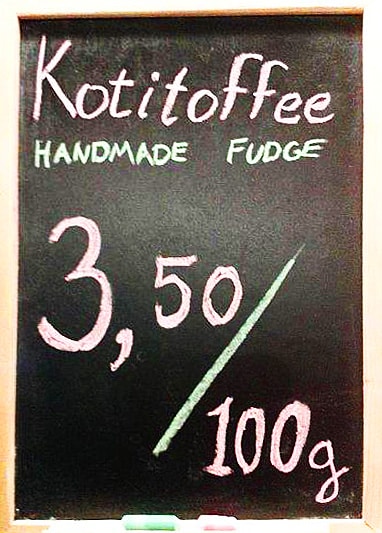 Kotitoffee
HANDMADE FUDGE
3,50/
100g